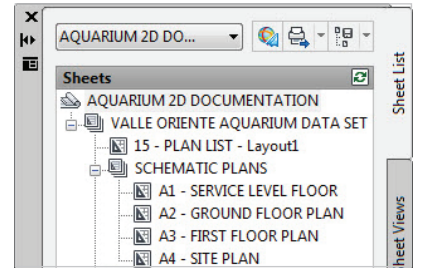 AQUARIUM 2D DO...
Sheets
AQUARIUM 2D DOCUMENTATION
VALLE ORIENTE AQUARIUM DATA SET
15 - PLAN LIST - Layout1
SCHEMATIC PLANS
A1 - SERVICE LEVEL FLOOR
A2 - GROUND FLOOR PLAN
A3 - FIRST FLOOR PLAN
A4 - SITE PLAN
Sheet List
heet Views